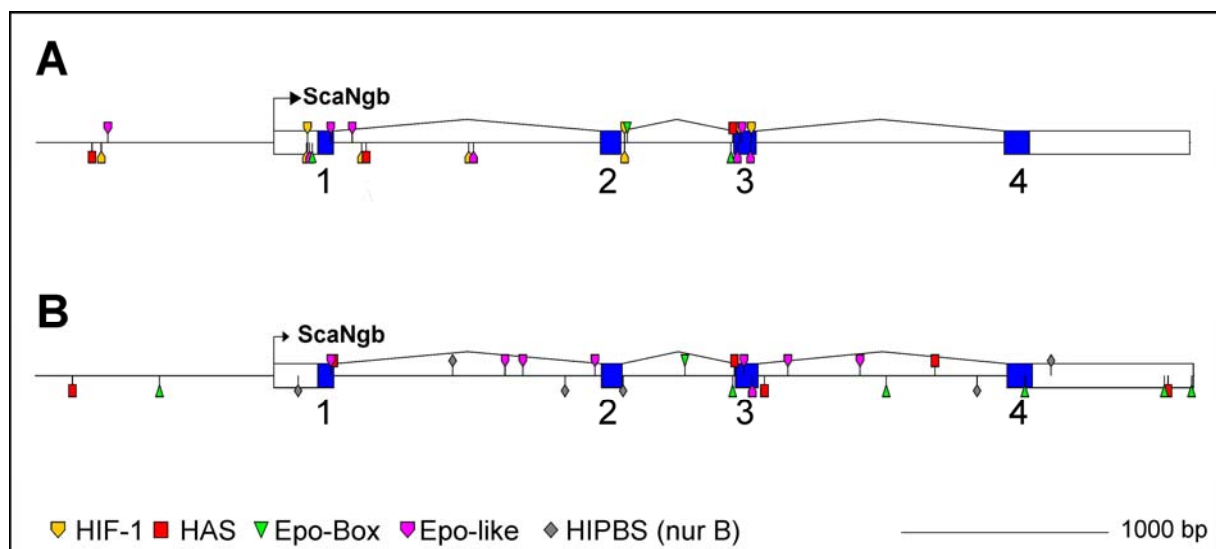 A
ScaNgb
1 2 3 4
B
ScaNgb
1 2 3 4
HIF-1 HAS Epo-Box Epo-like HIPBS (nur B) 1000 bp